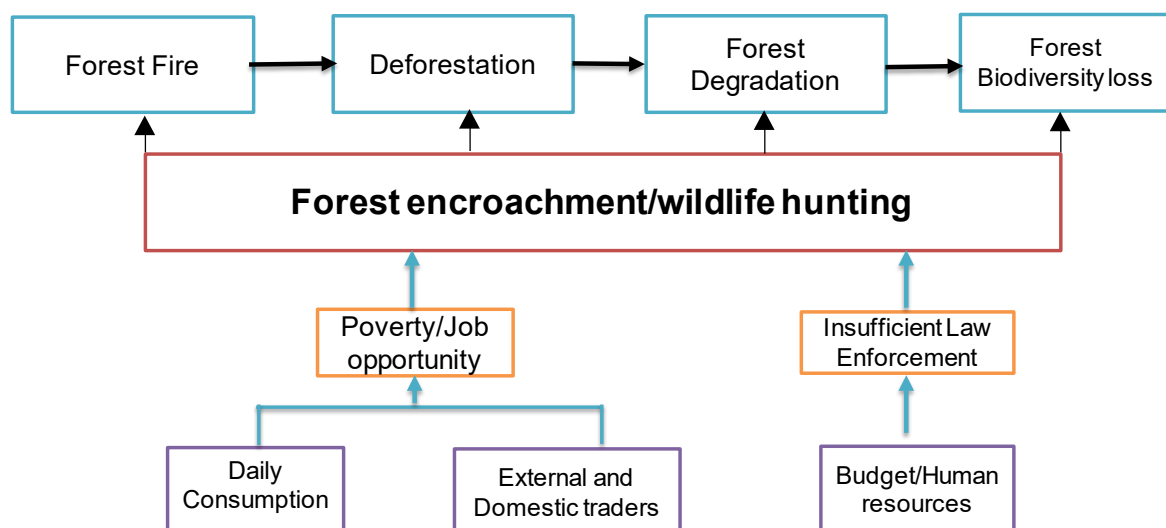 Forest Fire
Deforestation
Forest
Degradation
Forest
Biodiversity loss
Forest encroachment/wildlife hunting
Poverty/Job
opportunity
Insufficient Law
Enforcement
Daily
Consumption
External and
Domestic traders
Budget/Human
resources